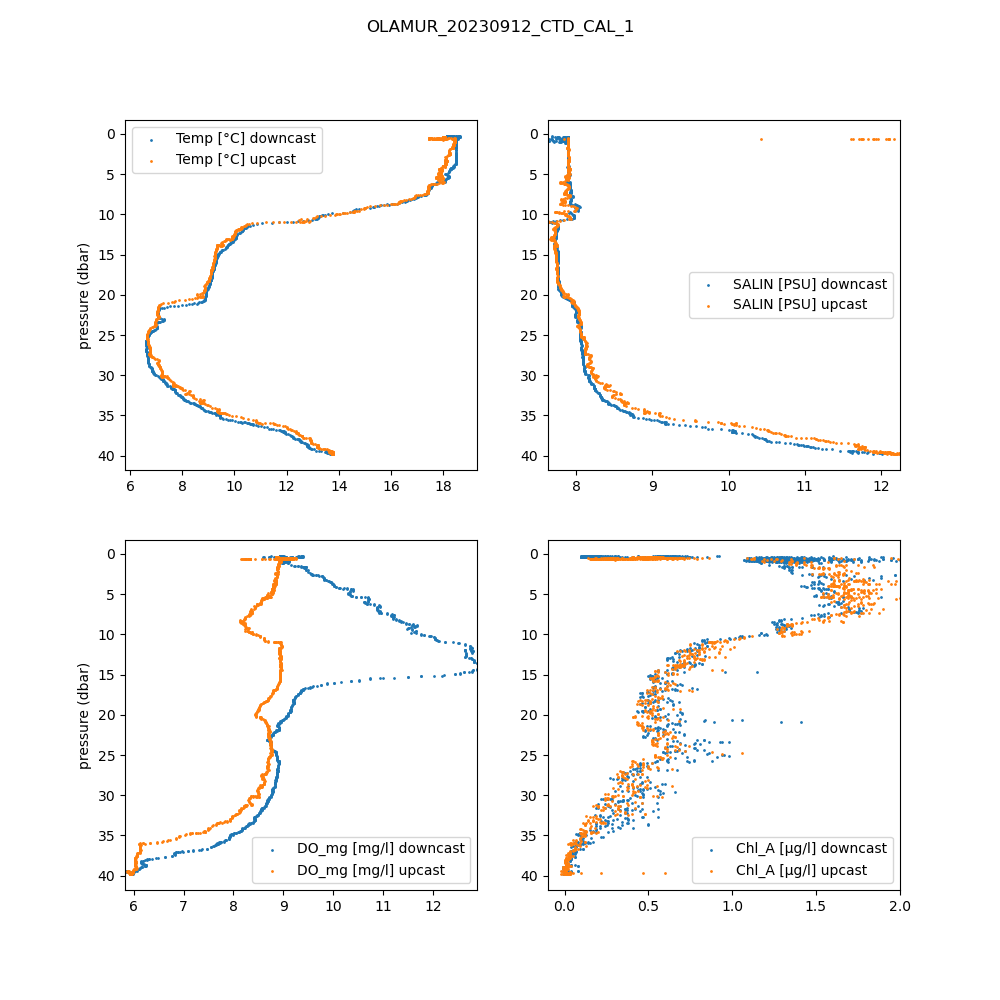 OLAMUR_20230912_CTD_CAL_1
pressure (dbar)
0
5
10
15
20
25
30
35
40
Temp [°C] downcast
Temp [°C] upcast
6 8 10 12 14 16 18
0
5
10
15
20
25
30
35
40
SALIN [PSU] downcast
SALIN [PSU] upcast
8 9 10 11 12
pressure (dbar)
0
5
10
15
20
25
30
35
40
DO_mg [mg/l] downcast
DO_mg [mg/l] upcast
6 7 8 9 10 11 12
0
5
10
15
20
25
30
35
40
Chl_A [µg/l] downcast
Chl_A [µg/l] upcast
0.0 0.5 1.0 1.5 2.0